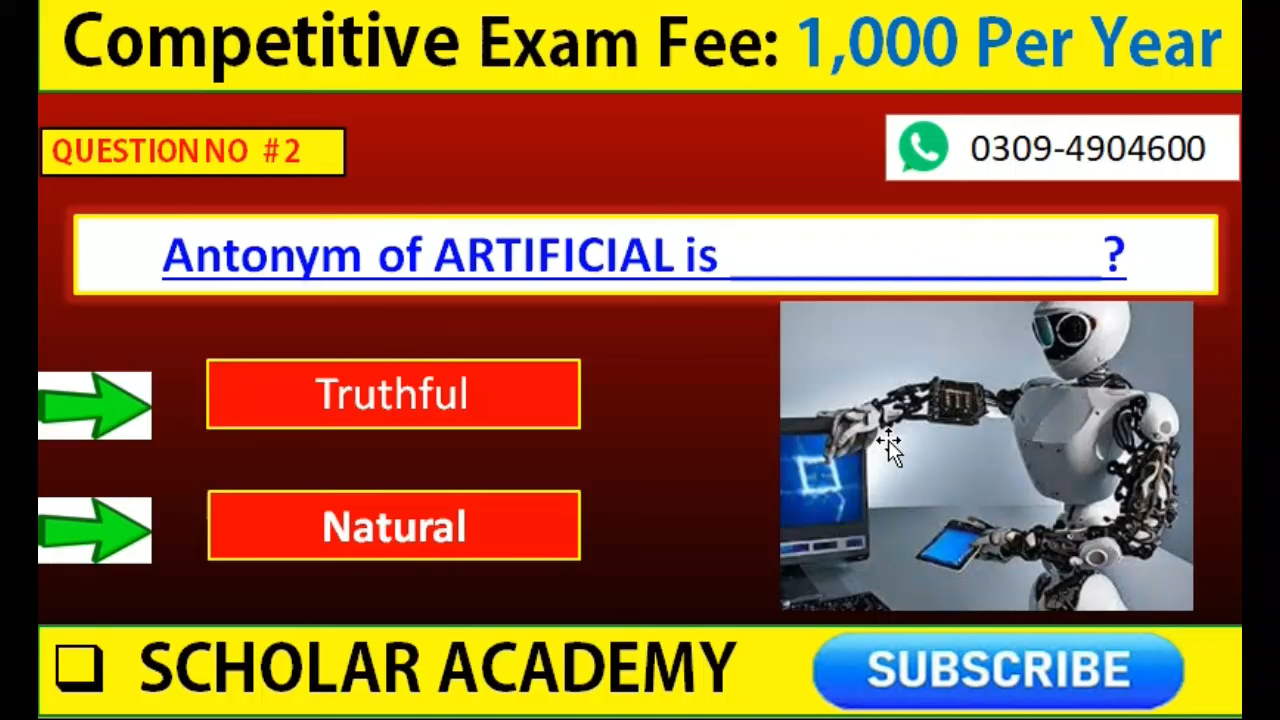 Competitive Exam Fee: 1,000 Per Year
QUESTION NO # 2
0309-4904600
Antonym of ARTIFICIAL is ______________?
Truthful
Natural
SCHOLAR ACADEMY
SUBSCRIBE